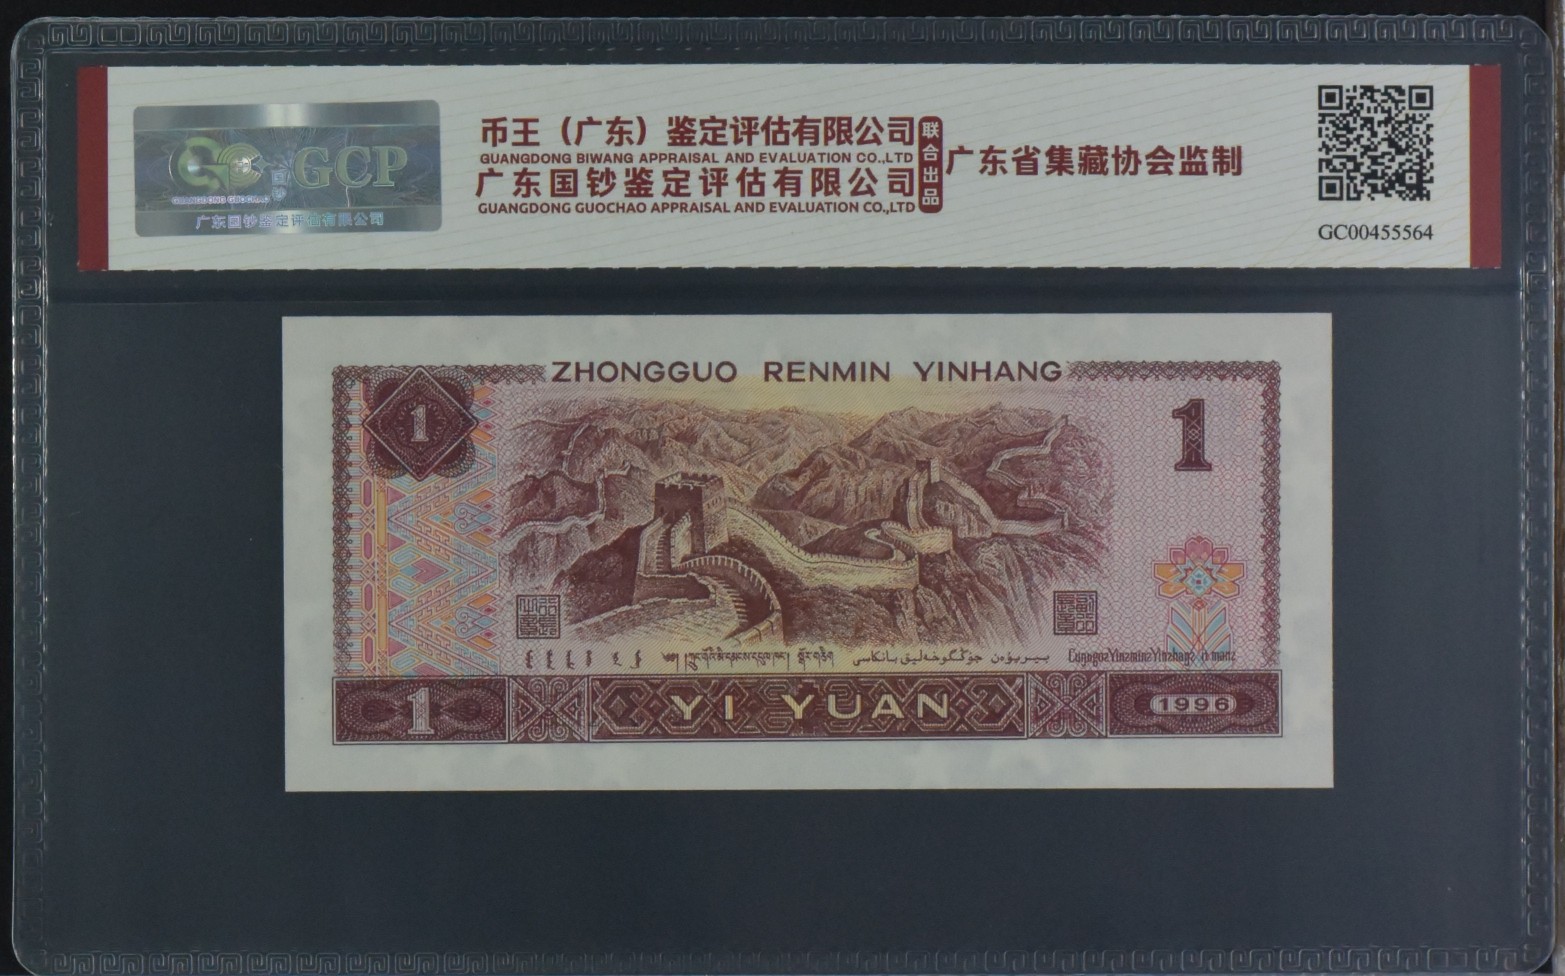 GCP
广东国钞鉴定评估有限公司
币王（广东）鉴定评估有限公司
GUANGDONG BIWANG APPRAISAL AND EVALUATION CO.,LTD
广东国钞鉴定评估有限公司
GUANGDONG GUOCHAO APPRAISAL AND EVALUATION CO.,LTD
联合出品
广东省集藏协会监制
GC00455564
ZHONGGUO RENMIN YINHANG
1
1
1
YI YUAN
1996